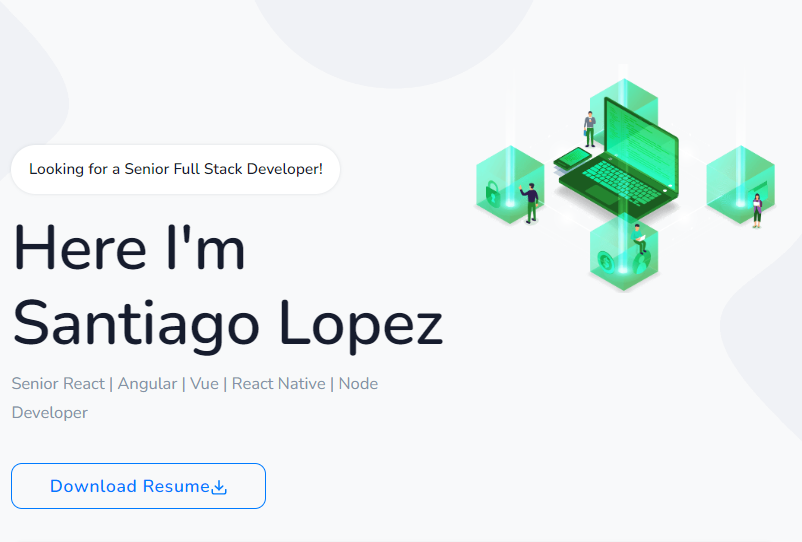 Looking for a Senior Full Stack Developer!
Here I'm
Santiago Lopez
Senior React | Angular | Vue | React Native | Node
Developer
Download Resume